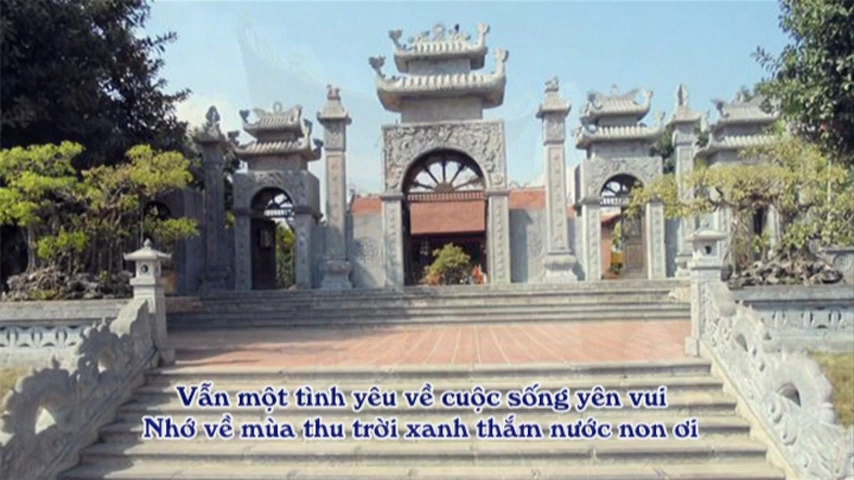 Vẫn một tình yêu về cuộc sống yên vui
Nhớ về mùa thu trời xanh thắm nước non ơi